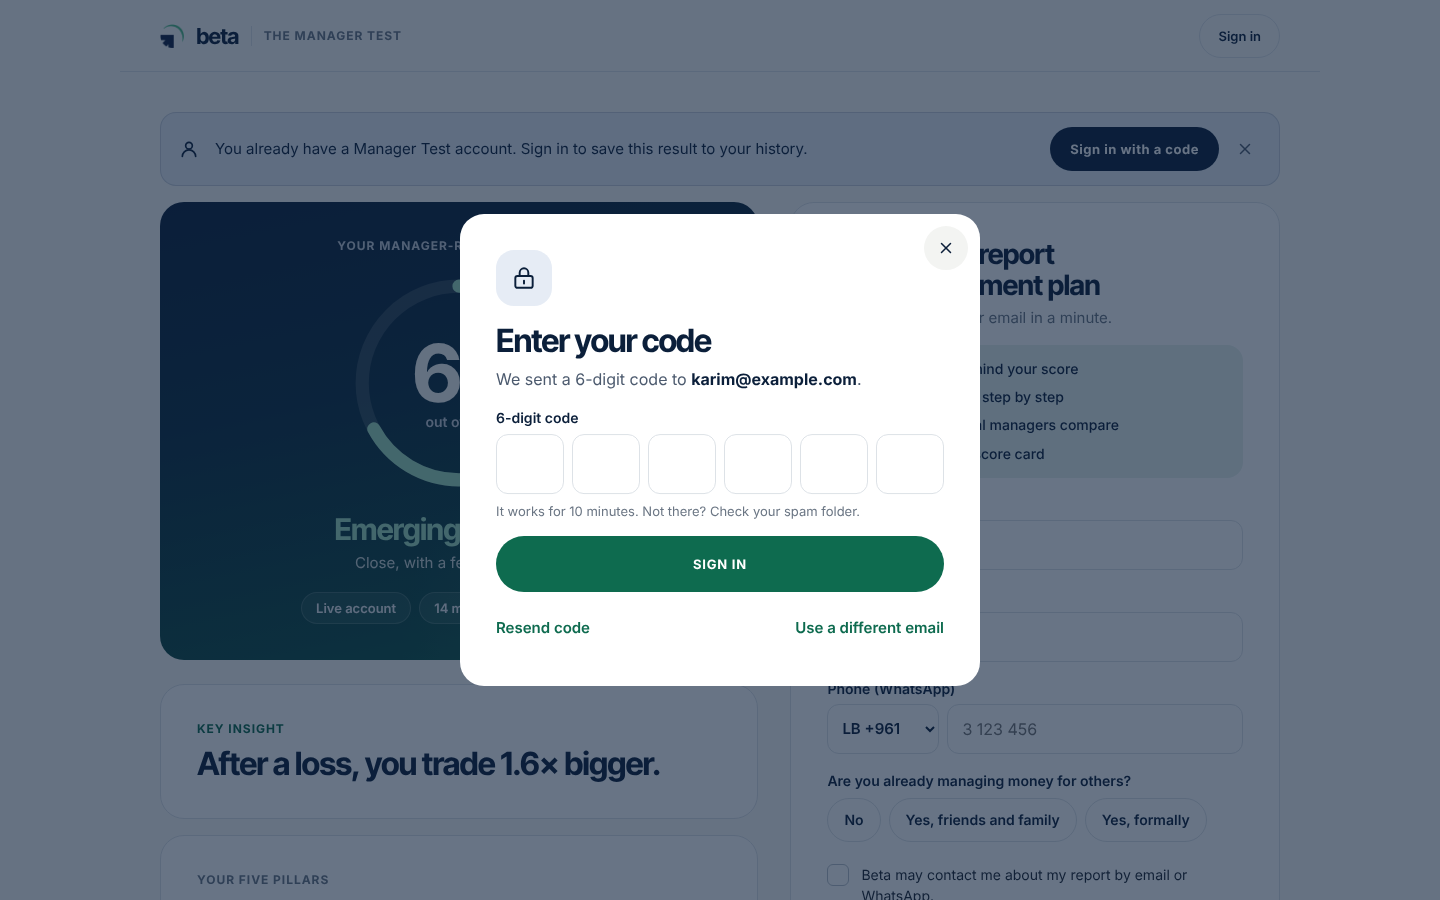 beta
THE MANAGER TEST
Sign in
You already have a Manager Test account. Sign in to save this result to your history.
Sign in with a code
YOUR
6
out
Emerging
Close, with a
Live account
14
KEY INSIGHT
After a loss, you trade 1.6× bigger.
YOUR FIVE PILLARS
Enter your code
We sent a 6-digit code to karim@example.com.
6-digit code
It works for 10 minutes. Not there? Check your spam folder.
SIGN IN
Resend code
Use a different email
report
plan
email in a minute.
your score
step by step
managers compare
card
Phone (WhatsApp)
LB +961
3 123 456
Are you already managing money for others?
No
Yes, friends and family
Yes, formally
Beta may contact me about my report by email or
WhatsApp.